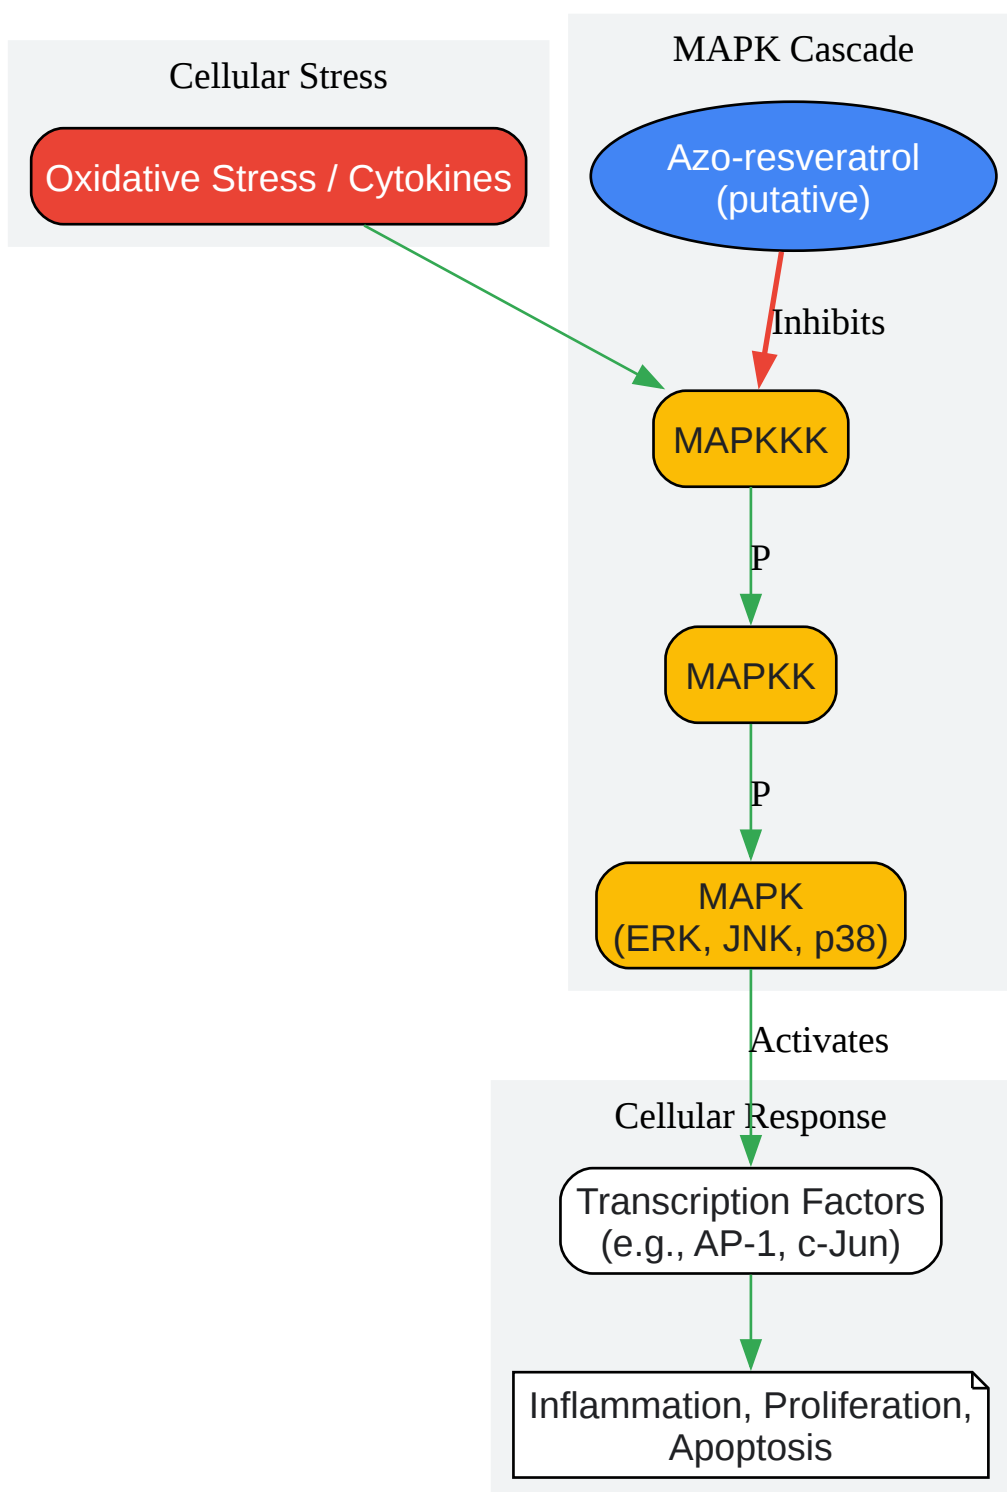 MAPK Cascade
Cellular Stress
Oxidative Stress / Cytokines
Azo-resveratrol
(putative)
Inhibits
MAPKKK
P
MAPKK
P
MAPK
(ERK, JNK, p38)
Activates
Cellular Response
Transcription Factors
(e.g., AP-1, c-Jun)
Inflammation, Proliferation,
Apoptosis